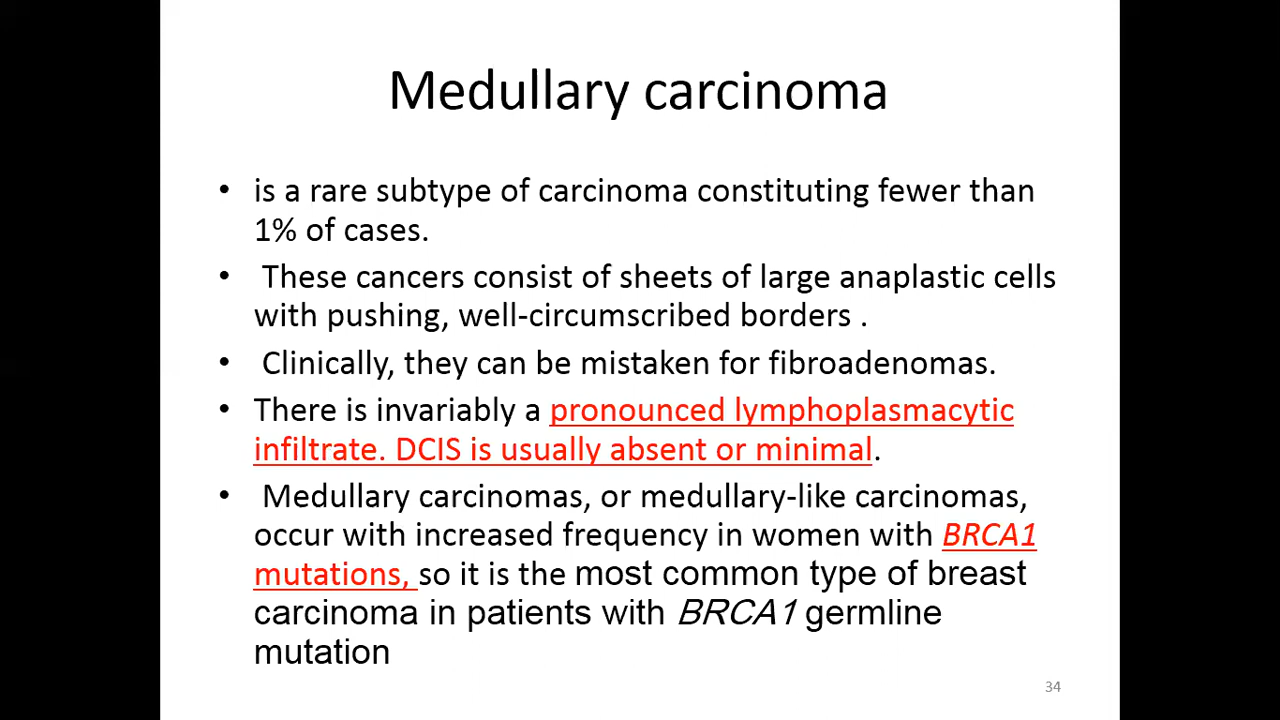 Medullary carcinoma
• is a rare subtype of carcinoma constituting fewer than
1% of cases.
• These cancers consist of sheets of large anaplastic cells
with pushing, well-circumscribed borders .
• Clinically, they can be mistaken for fibroadenomas.
• There is invariably a pronounced lymphoplasmacytic
infiltrate. DCIS is usually absent or minimal.
• Medullary carcinomas, or medullary-like carcinomas,
occur with increased frequency in women with BRCA1
mutations, so it is the most common type of breast
carcinoma in patients with BRCA1 germline
mutation
34